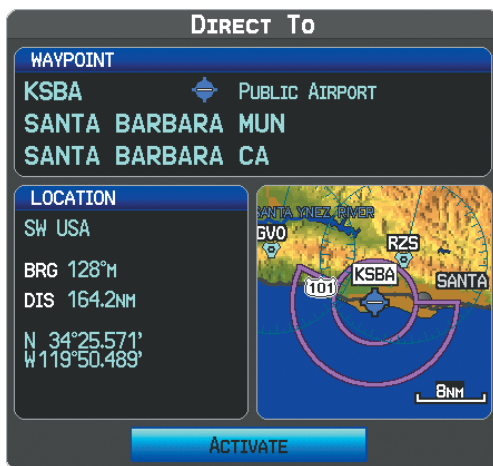 DIRECT TO
WAYPOINT
KSBA PUBLIC AIRPORT
SANTA BARBARA MUN
SANTA BARBARA CA
LOCATION
SW USA
BRG 128°M
DIS 164.2NM
N 34°25.571'
W119°50.489'
SANTA YNEZ RIVER
GVO
RZS
KSBA
101
SANTA
8NM
ACTIVATE